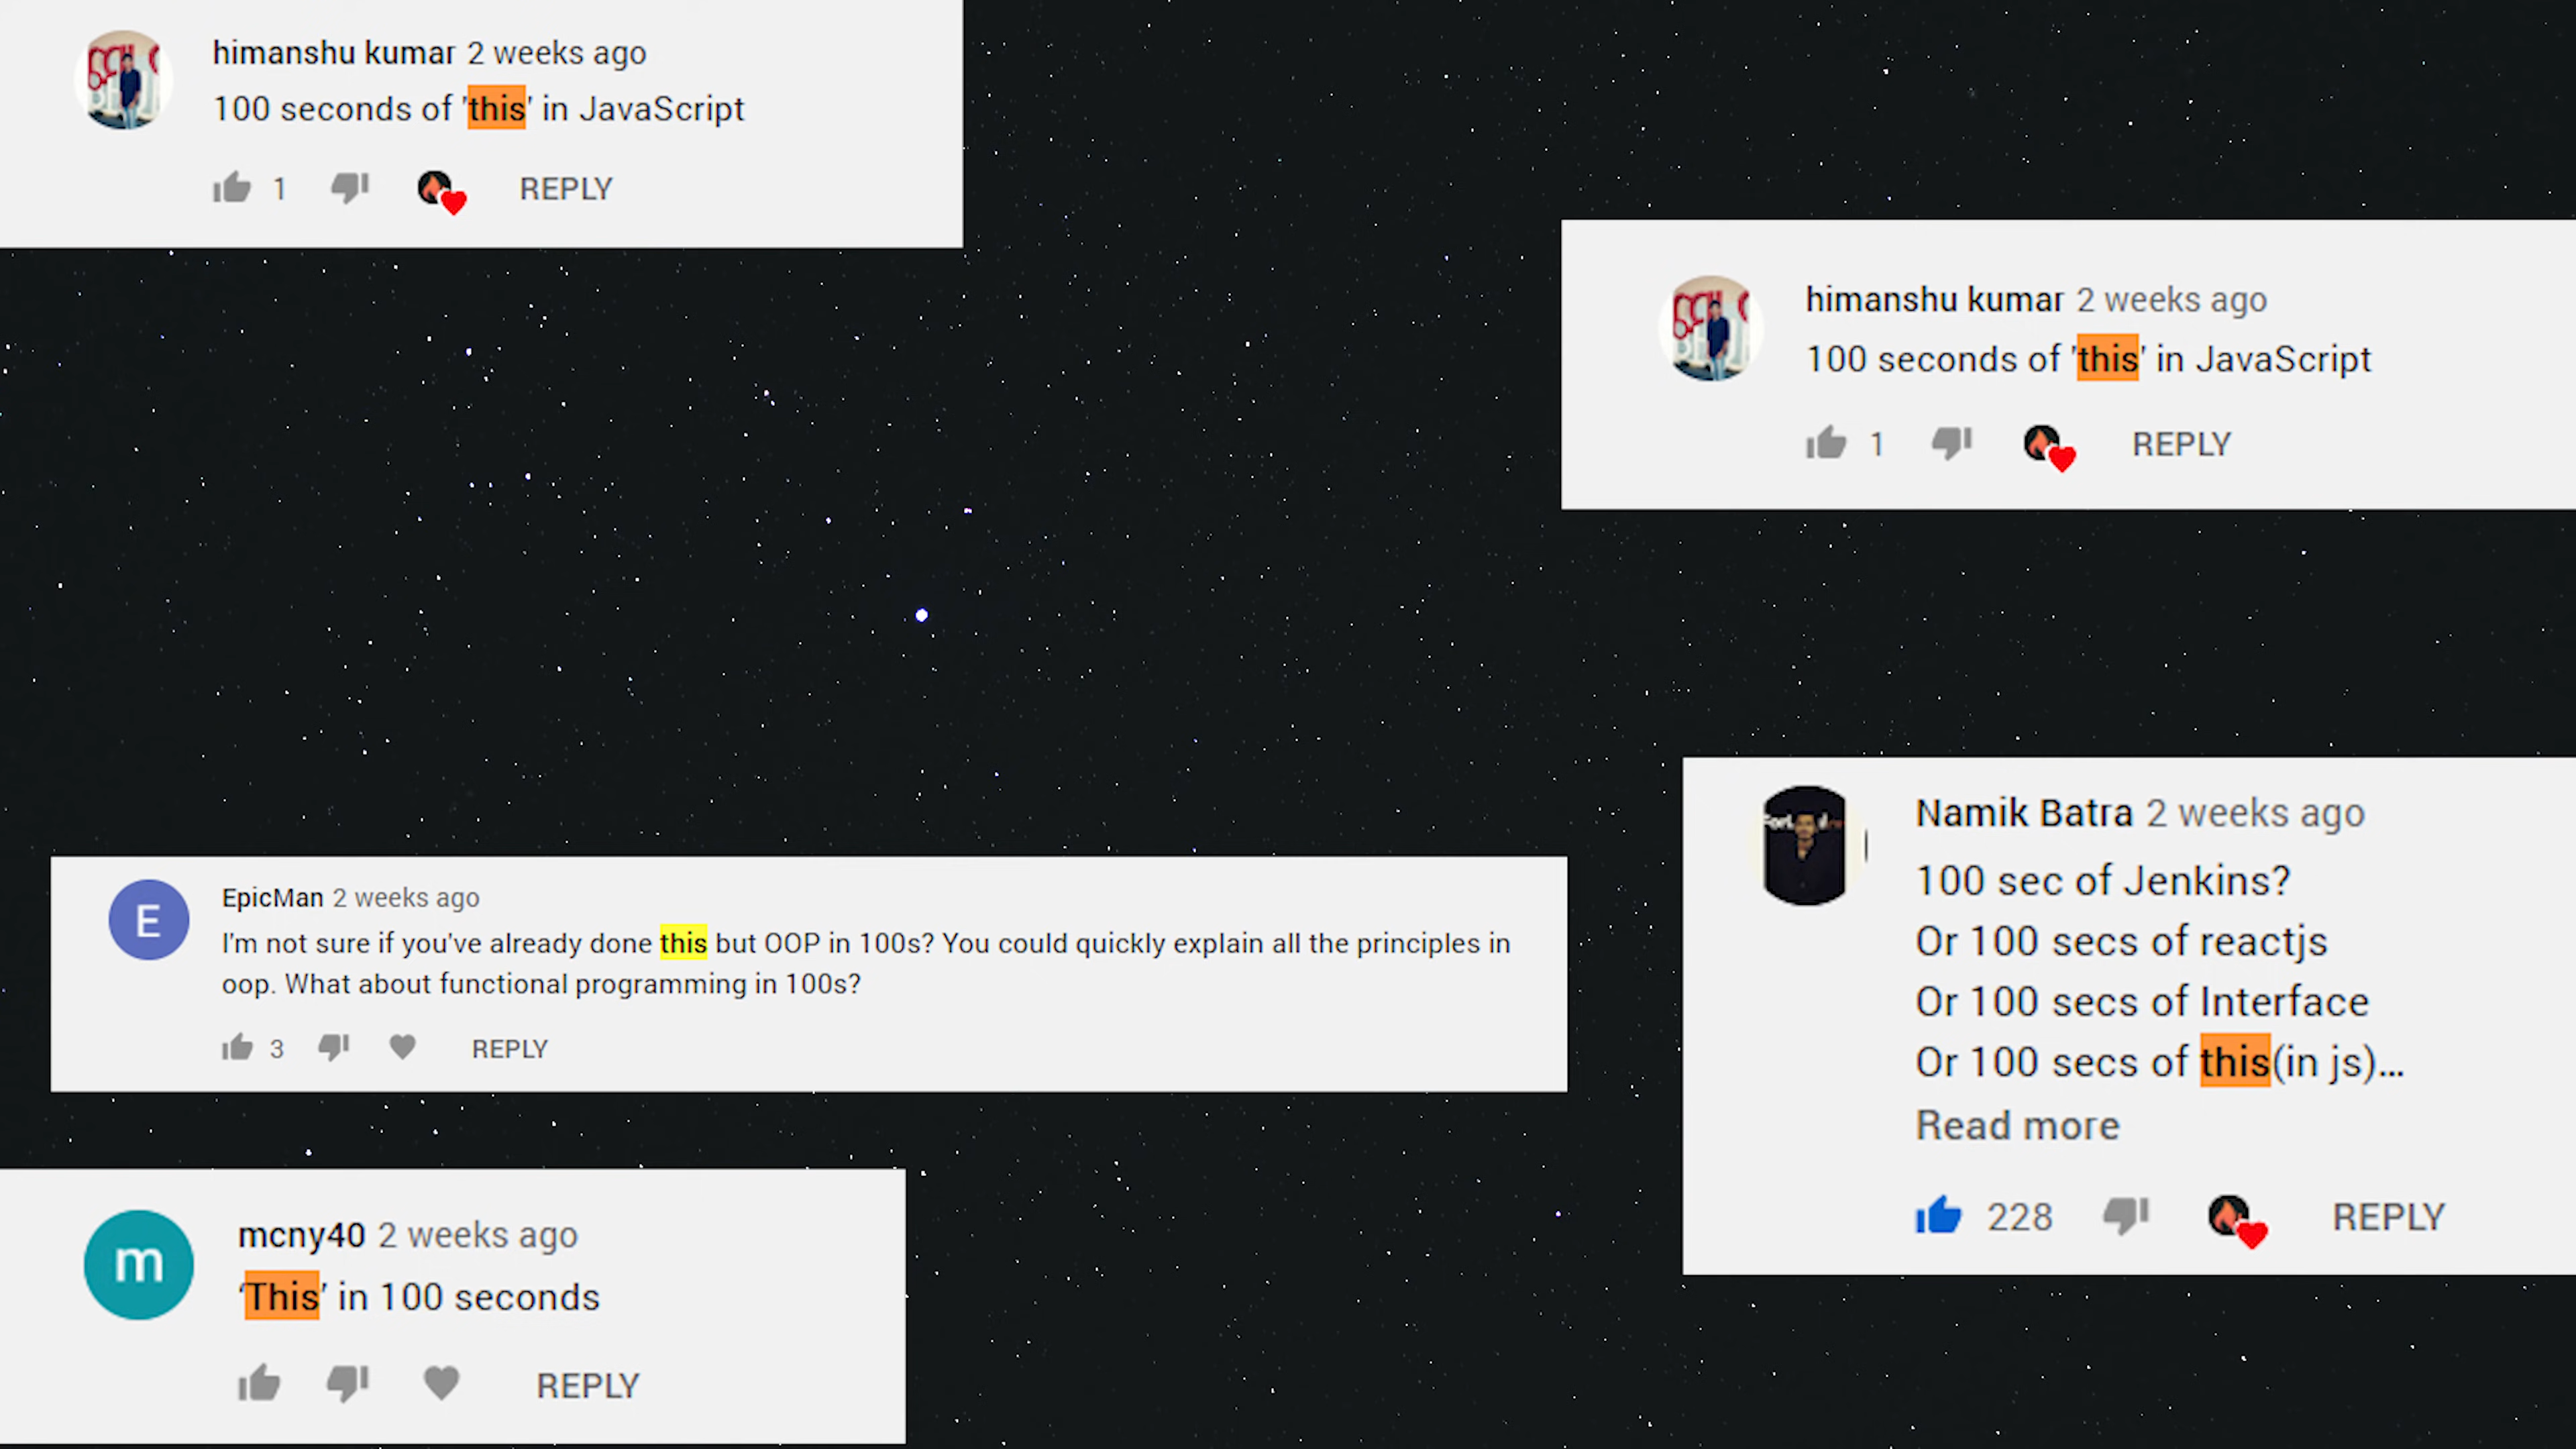 himanshu kumar 2 weeks ago
100 seconds of 'this' in JavaScript
1 REPLY
himanshu kumar 2 weeks ago
100 seconds of 'this' in JavaScript
1 REPLY
Namik Batra 2 weeks ago
100 sec of Jenkins?
Or 100 secs of reactjs
Or 100 secs of Interface
Or 100 secs of this(in js)...
Read more
228 REPLY
E
EpicMan 2 weeks ago
I'm not sure if you've already done this but OOP in 100s? You could quickly explain all the principles in
oop. What about functional programming in 100s?
3 REPLY
m
mcny40 2 weeks ago
‘This’ in 100 seconds
REPLY